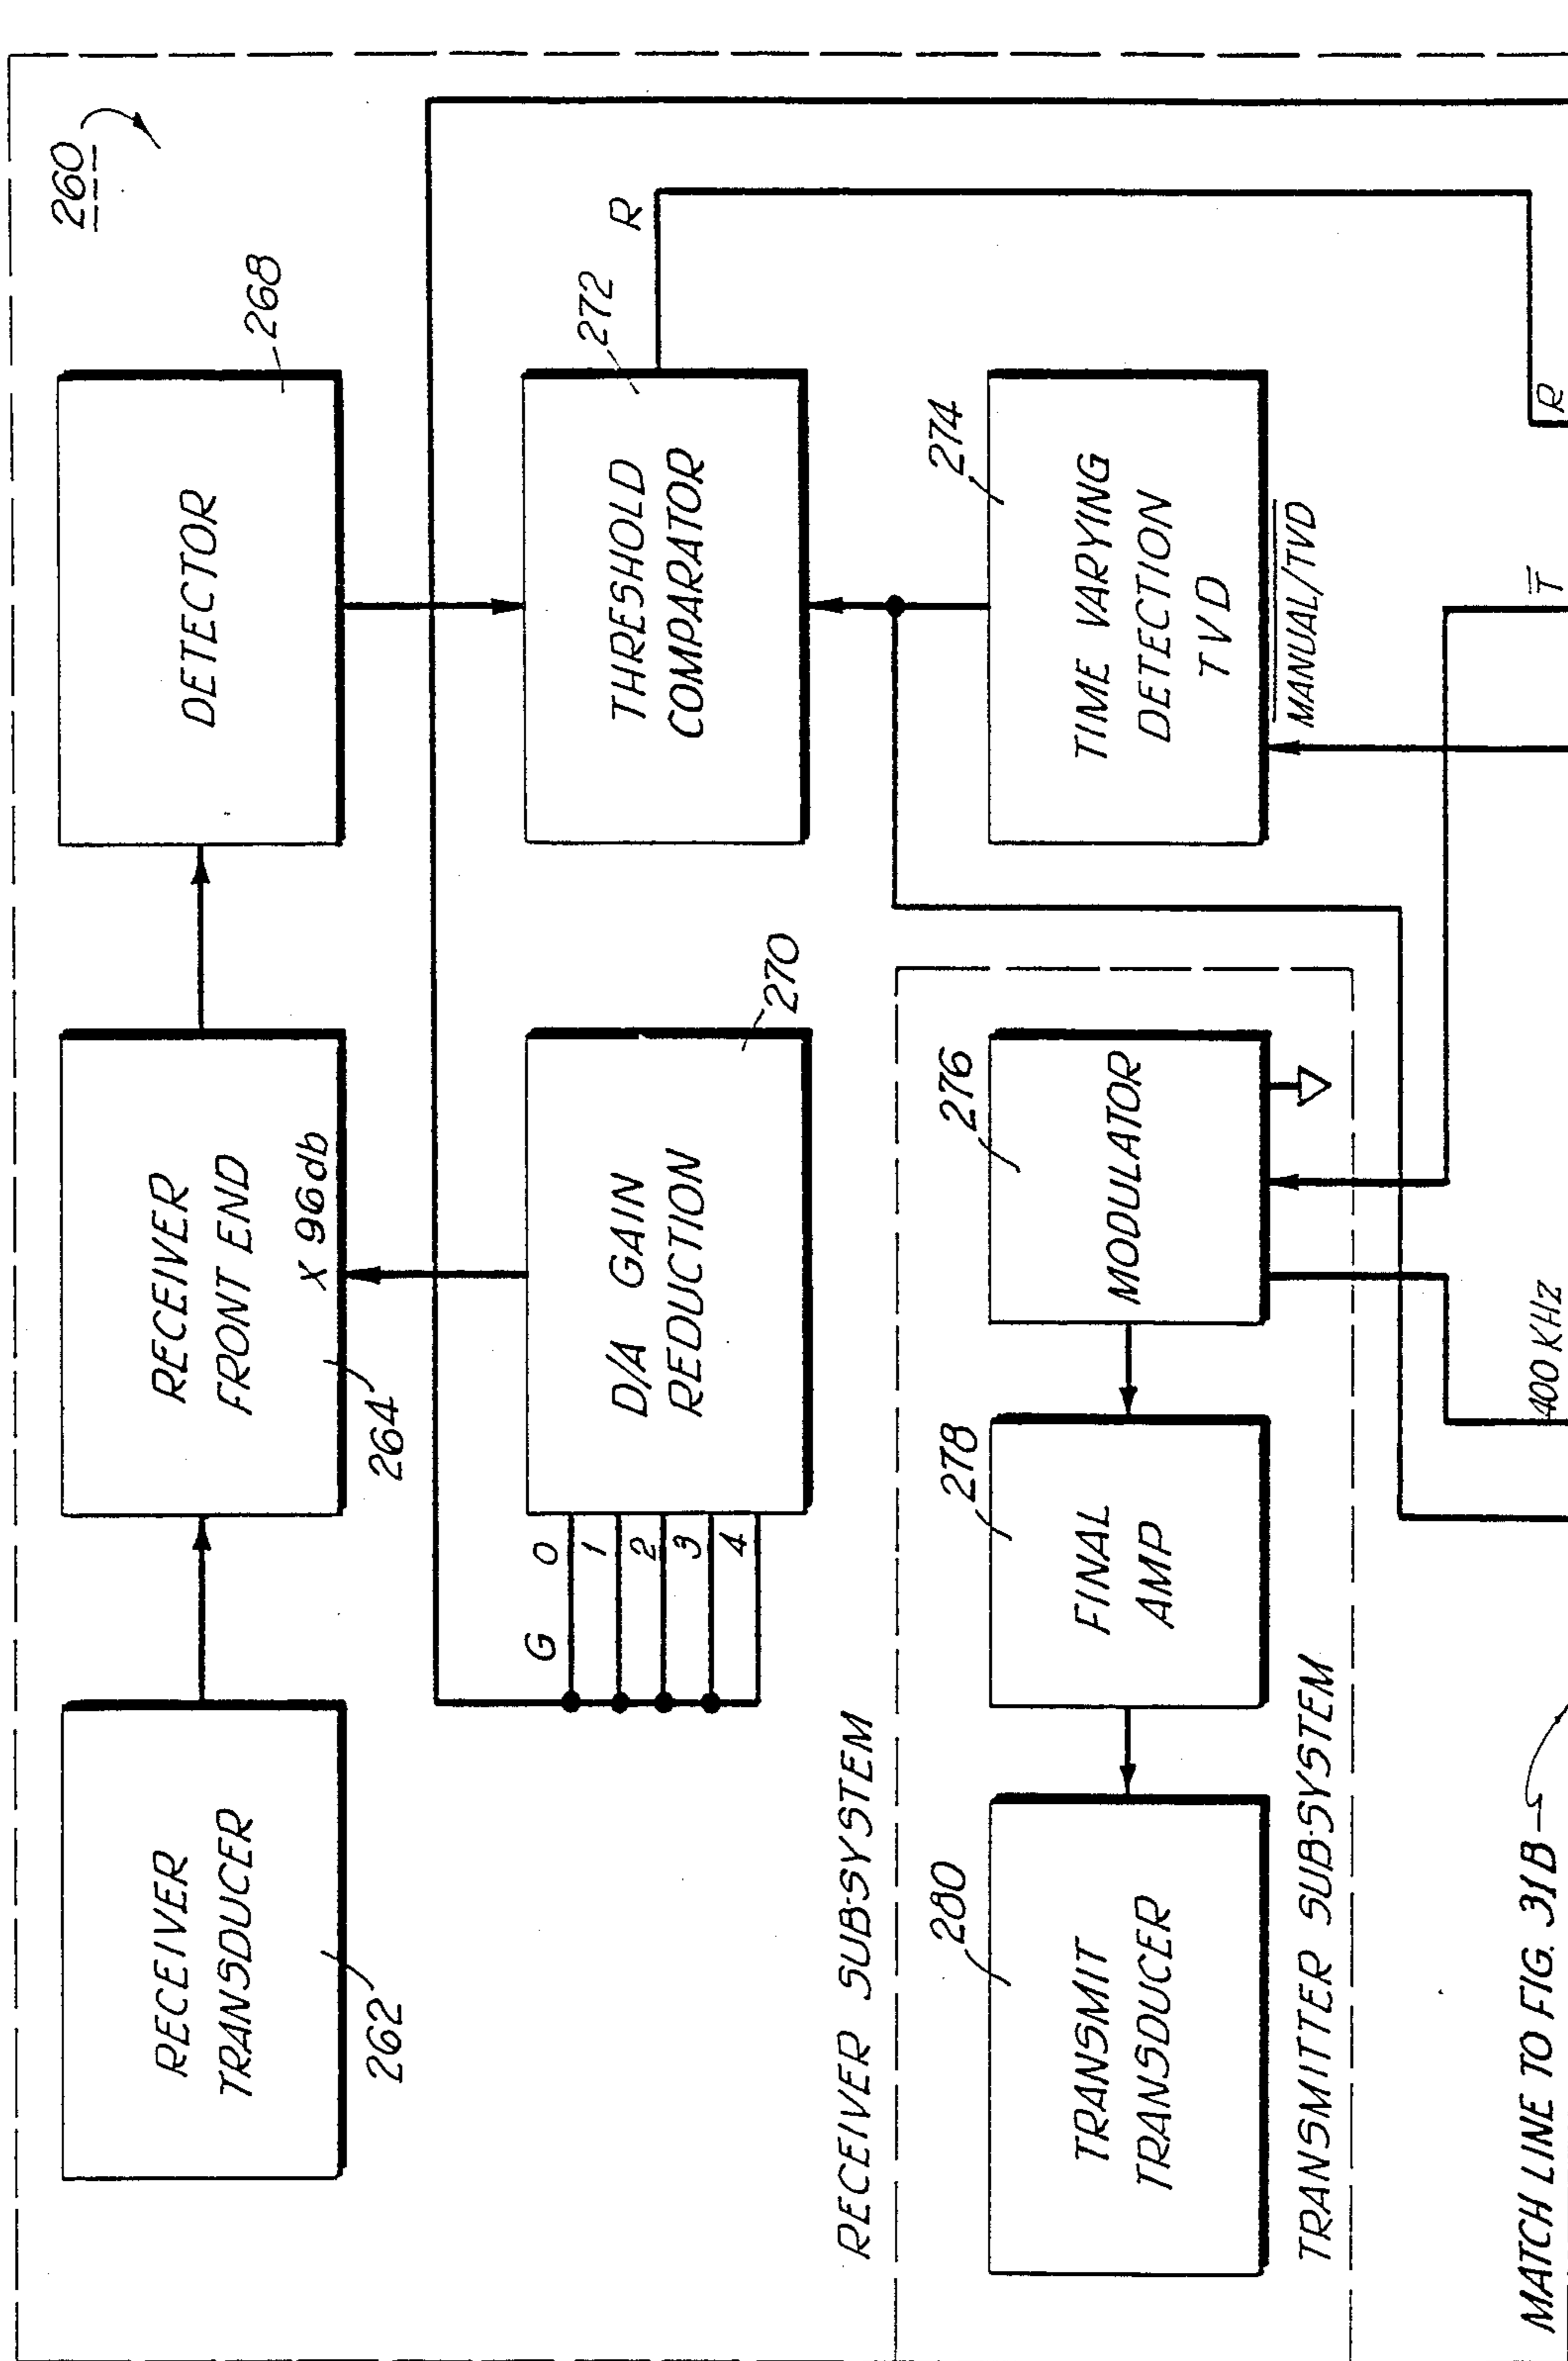 260
RECEIVER
TRANSDUCER
262
RECEIVER
FRONT END
X 96db
264
DETECTOR
268
G
0
1
2
3
4
D/A GAIN
REDUCTION
270
THRESHOLD
COMPARATOR
272
R
RECEIVER SUB-SYSTEM
TRANSMIT
TRANSDUCER
280
FINAL
AMP
278
MODULATOR
276
TIME VARYING
DETECTION
TVD
274
MANUAL/TVD
TRANSMITTER SUB-SYSTEM
MATCH LINE TO FIG. 31B
400 KHZ
T̅
R